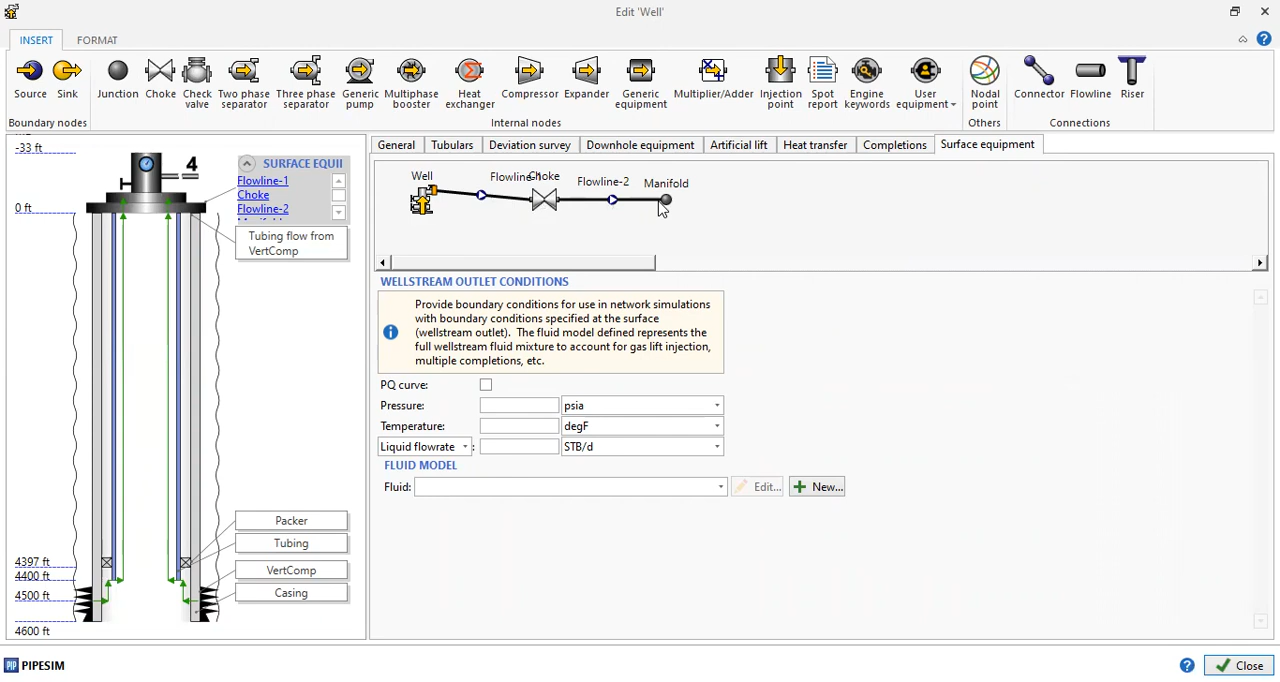 Edit 'Well'
INSERT FORMAT
Source
Sink
Junction
Choke
Check
valve
Two phase
separator
Three phase
separator
Generic
pump
Multiphase
booster
Heat
exchanger
Compressor
Expander
Generic
equipment
Multiplier/Adder
Injection
point
Spot
report
Engine
keywords
User
equipment
Nodal
point
Connector
Flowline
Riser
Boundary nodes
Internal nodes
Others
Connections
-33 ft
4
SURFACE EQUII
Flowline-1
Choke
Flowline-2
0 ft
Tubing flow from
VertComp
Packer
Tubing
4397 ft
4400 ft
VertComp
4500 ft
Casing
4600 ft
General Tubulars Deviation survey Downhole equipment Artificial lift Heat transfer Completions Surface equipment
Well
Choke
Flowline-2
Manifold
WELLSTREAM OUTLET CONDITIONS
Provide boundary conditions for use in network simulations
with boundary conditions specified at the surface
(wellstream outlet). The fluid model defined represents the
full wellstream fluid mixture to account for gas lift injection,
multiple completions, etc.
PQ curve:
Pressure: psia
Temperature: degF
Liquid flowrate : STB/d
FLUID MODEL
Fluid: Edit... New...
PIP PIPESIM
Close